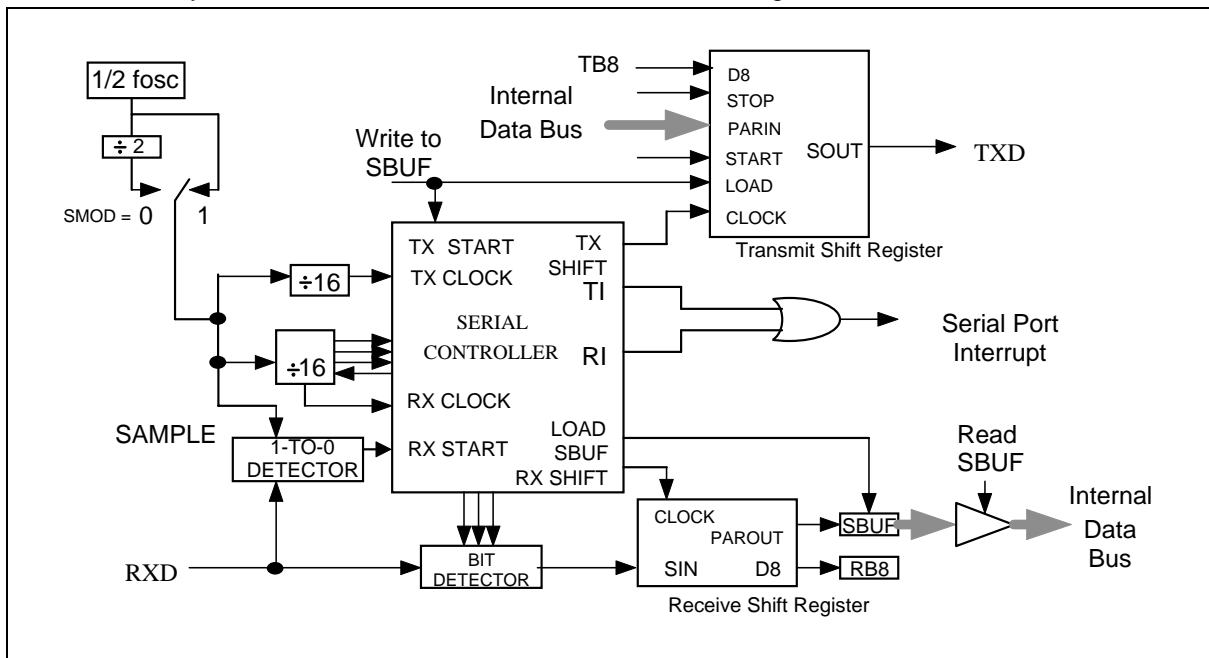 TB8
D8
STOP
PARIN
START
LOAD
CLOCK
SOUT
TXD
Transmit Shift Register
Internal
Data Bus
1/2 fosc
÷ 2
SMOD = 0 1
Write to
SBUF
÷16
÷16
TX START
TX CLOCK
SERIAL
CONTROLLER
RX CLOCK
RX START
TX
SHIFT
TI
RI
LOAD
SBUF
RX SHIFT
Serial Port
Interrupt
SAMPLE
1-TO-0
DETECTOR
RXD
BIT
DETECTOR
CLOCK
PAROUT
SIN D8
Receive Shift Register
SBUF
RB8
Read
SBUF
Internal
Data
Bus